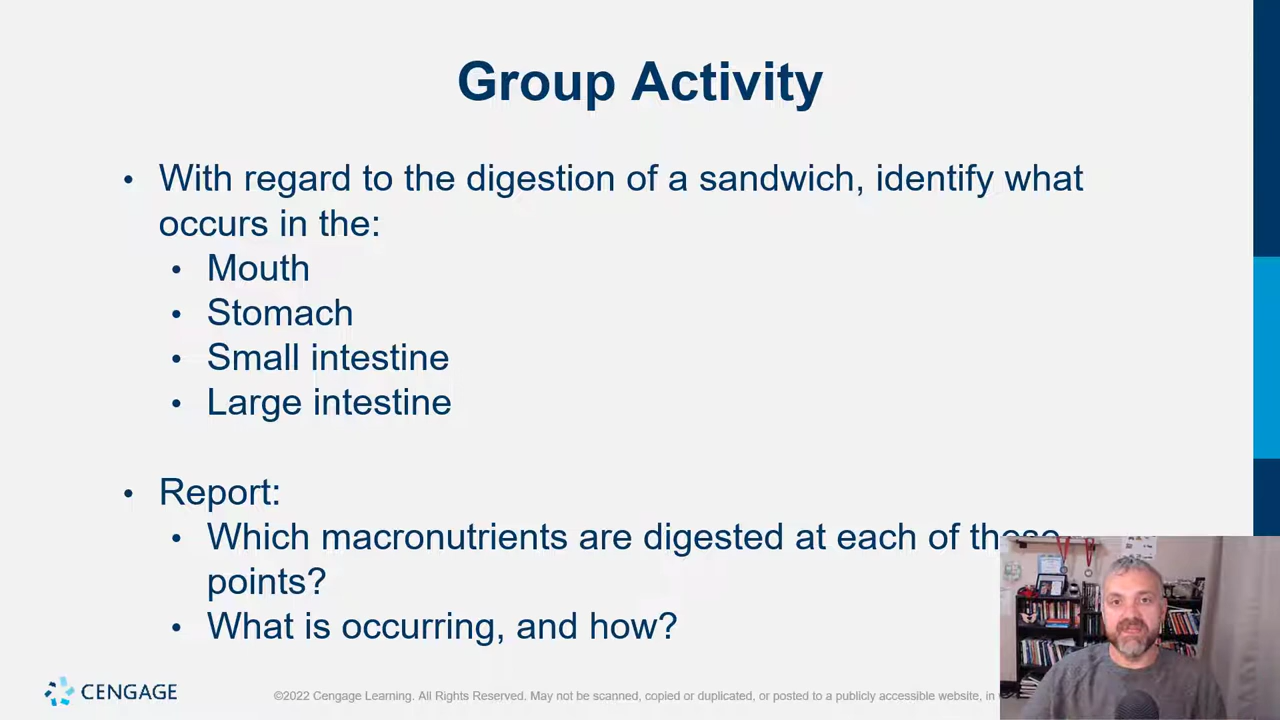 Group Activity
• With regard to the digestion of a sandwich, identify what
occurs in the:
• Mouth
• Stomach
• Small intestine
• Large intestine
• Report:
• Which macronutrients are digested at each of these
points?
• What is occurring, and how?
CENGAGE
©2022 Cengage Learning. All Rights Reserved. May not be scanned, copied or duplicated, or posted to a publicly accessible website, in